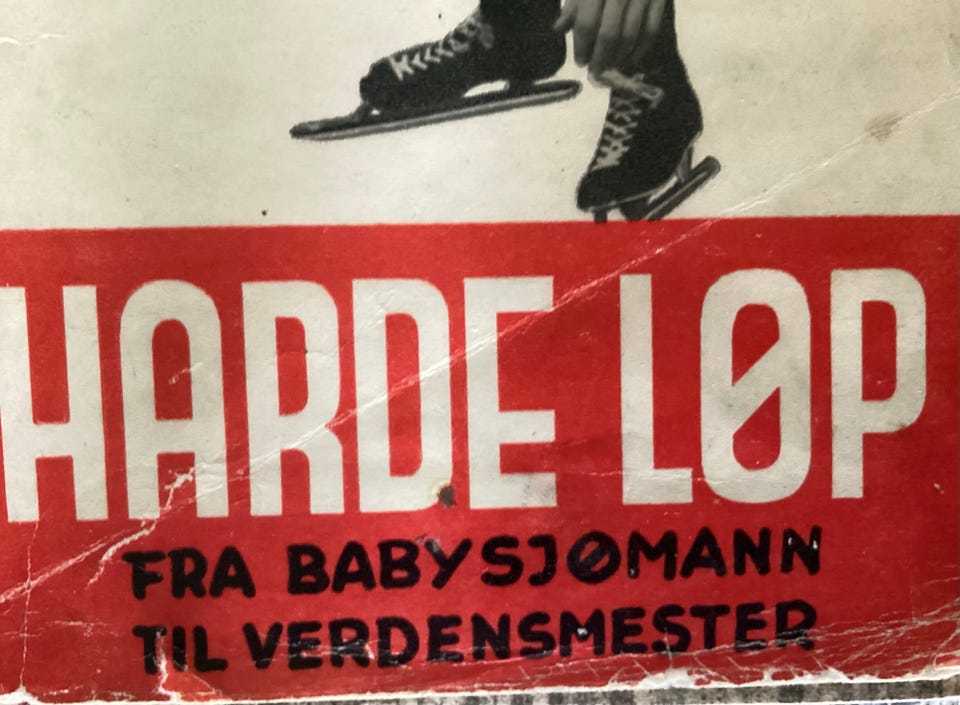 HARDE LØP
FRA BABYSJØMANN
TIL VERDENSMESTER